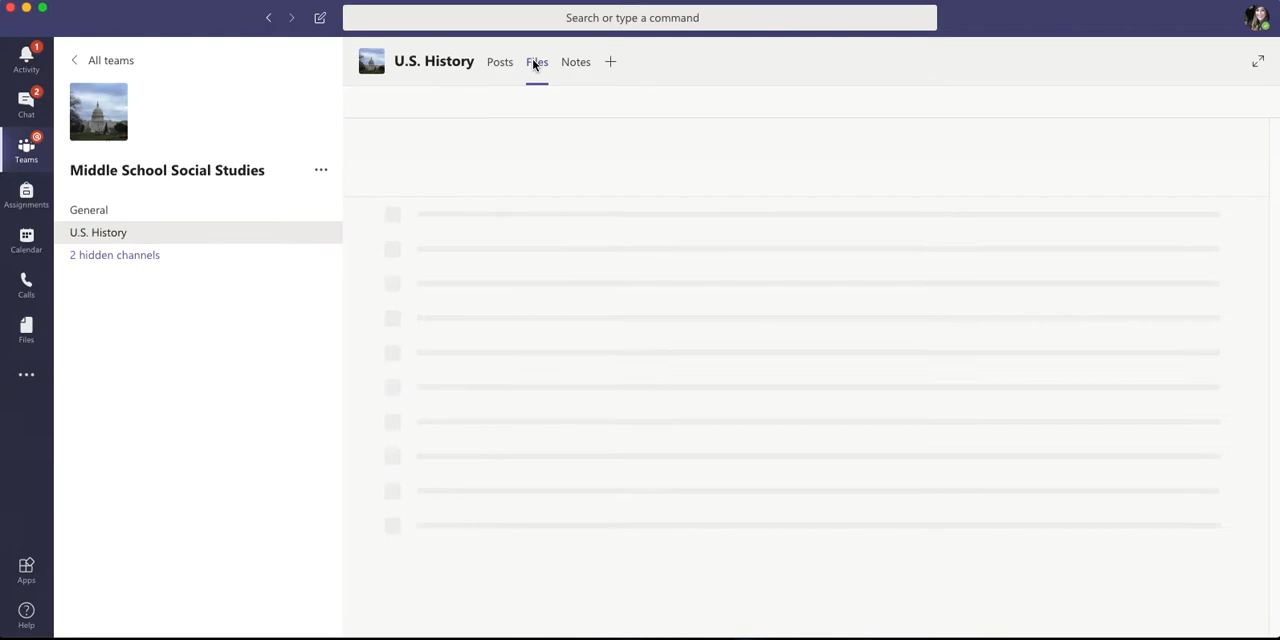 Search or type a command
1
Activity
2
Chat
Teams
Assignments
Calendar
Calls
Files
Apps
Help
All teams
Middle School Social Studies
General
U.S. History
2 hidden channels
U.S. History Posts Files Notes